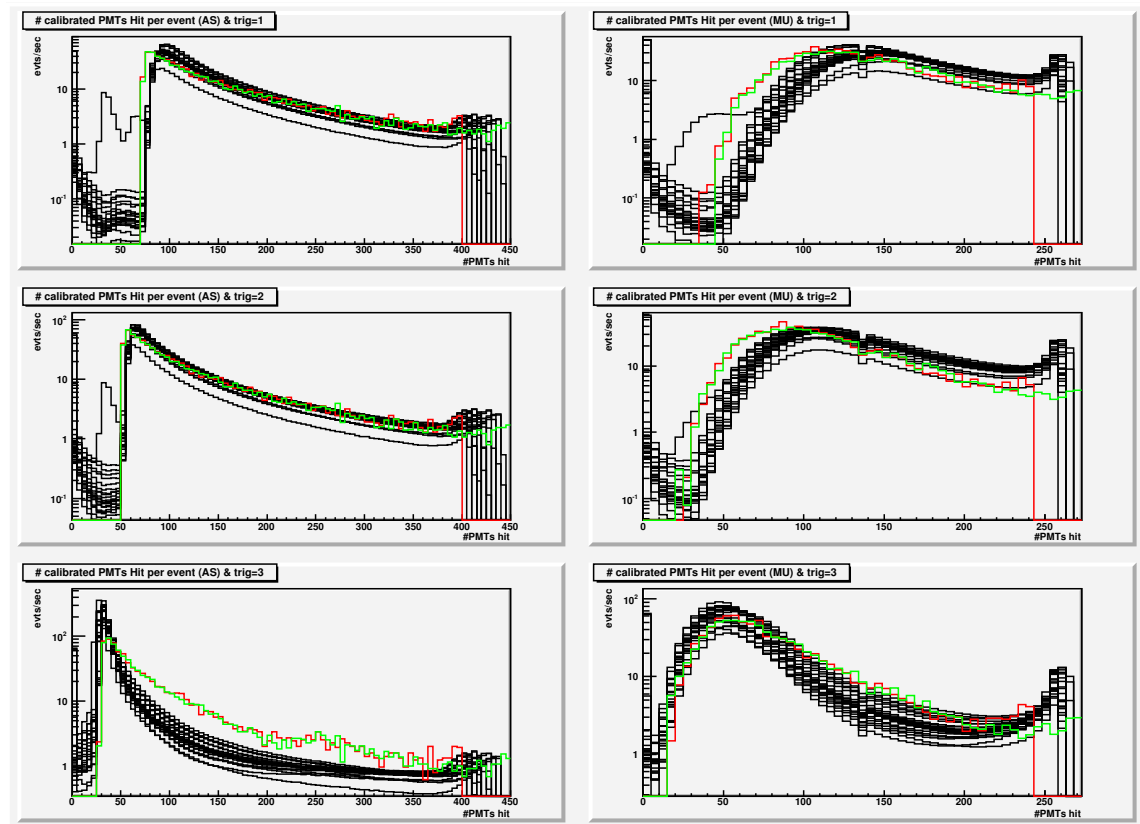 # calibrated PMTs Hit per event (AS) & trig=1
evts/sec
10
1
10⁻¹
0 50 100 150 200 250 300 350 400 450
#PMTs hit
# calibrated PMTs Hit per event (MU) & trig=1
evts/sec
10
1
10⁻¹
0 50 100 150 200 250
#PMTs hit
# calibrated PMTs Hit per event (AS) & trig=2
evts/sec
10²
10
1
10⁻¹
0 50 100 150 200 250 300 350 400 450
#PMTs hit
# calibrated PMTs Hit per event (MU) & trig=2
evts/sec
10
1
10⁻¹
0 50 100 150 200 250
#PMTs hit
# calibrated PMTs Hit per event (AS) & trig=3
evts/sec
10²
10
1
0 50 100 150 200 250 300 350 400 450
#PMTs hit
# calibrated PMTs Hit per event (MU) & trig=3
evts/sec
10²
10
1
0 50 100 150 200 250
#PMTs hit